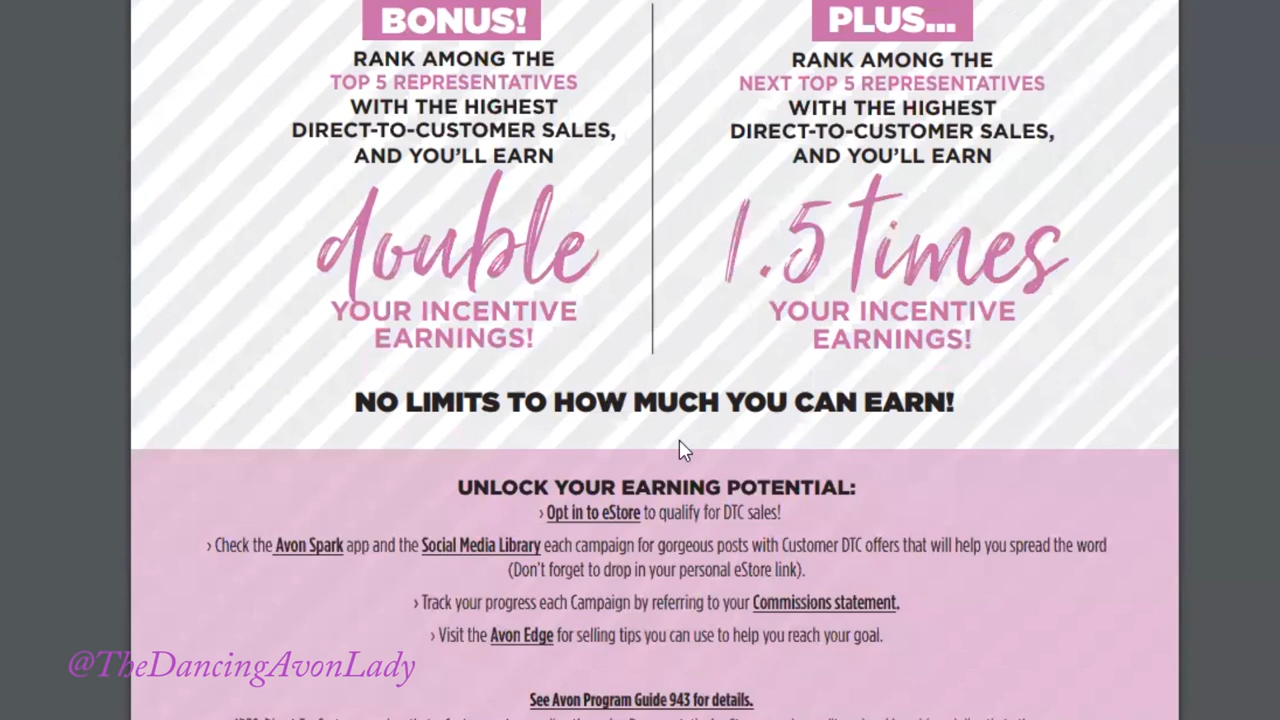 BONUS!
RANK AMONG THE
TOP 5 REPRESENTATIVES
WITH THE HIGHEST
DIRECT-TO-CUSTOMER SALES,
AND YOU'LL EARN
double
YOUR INCENTIVE
EARNINGS!
PLUS...
RANK AMONG THE
NEXT TOP 5 REPRESENTATIVES
WITH THE HIGHEST
DIRECT-TO-CUSTOMER SALES,
AND YOU'LL EARN
1.5 times
YOUR INCENTIVE
EARNINGS!
NO LIMITS TO HOW MUCH YOU CAN EARN!
UNLOCK YOUR EARNING POTENTIAL:
› Opt in to eStore to qualify for DTC sales!
› Check the Avon Spark app and the Social Media Library each campaign for gorgeous posts with Customer DTC offers that will help you spread the word
(Don't forget to drop in your personal eStore link).
› Track your progress each Campaign by referring to your Commissions statement.
› Visit the Avon Edge for selling tips you can use to help you reach your goal.
@TheDancingAvonLady
See Avon Program Guide 943 for details.